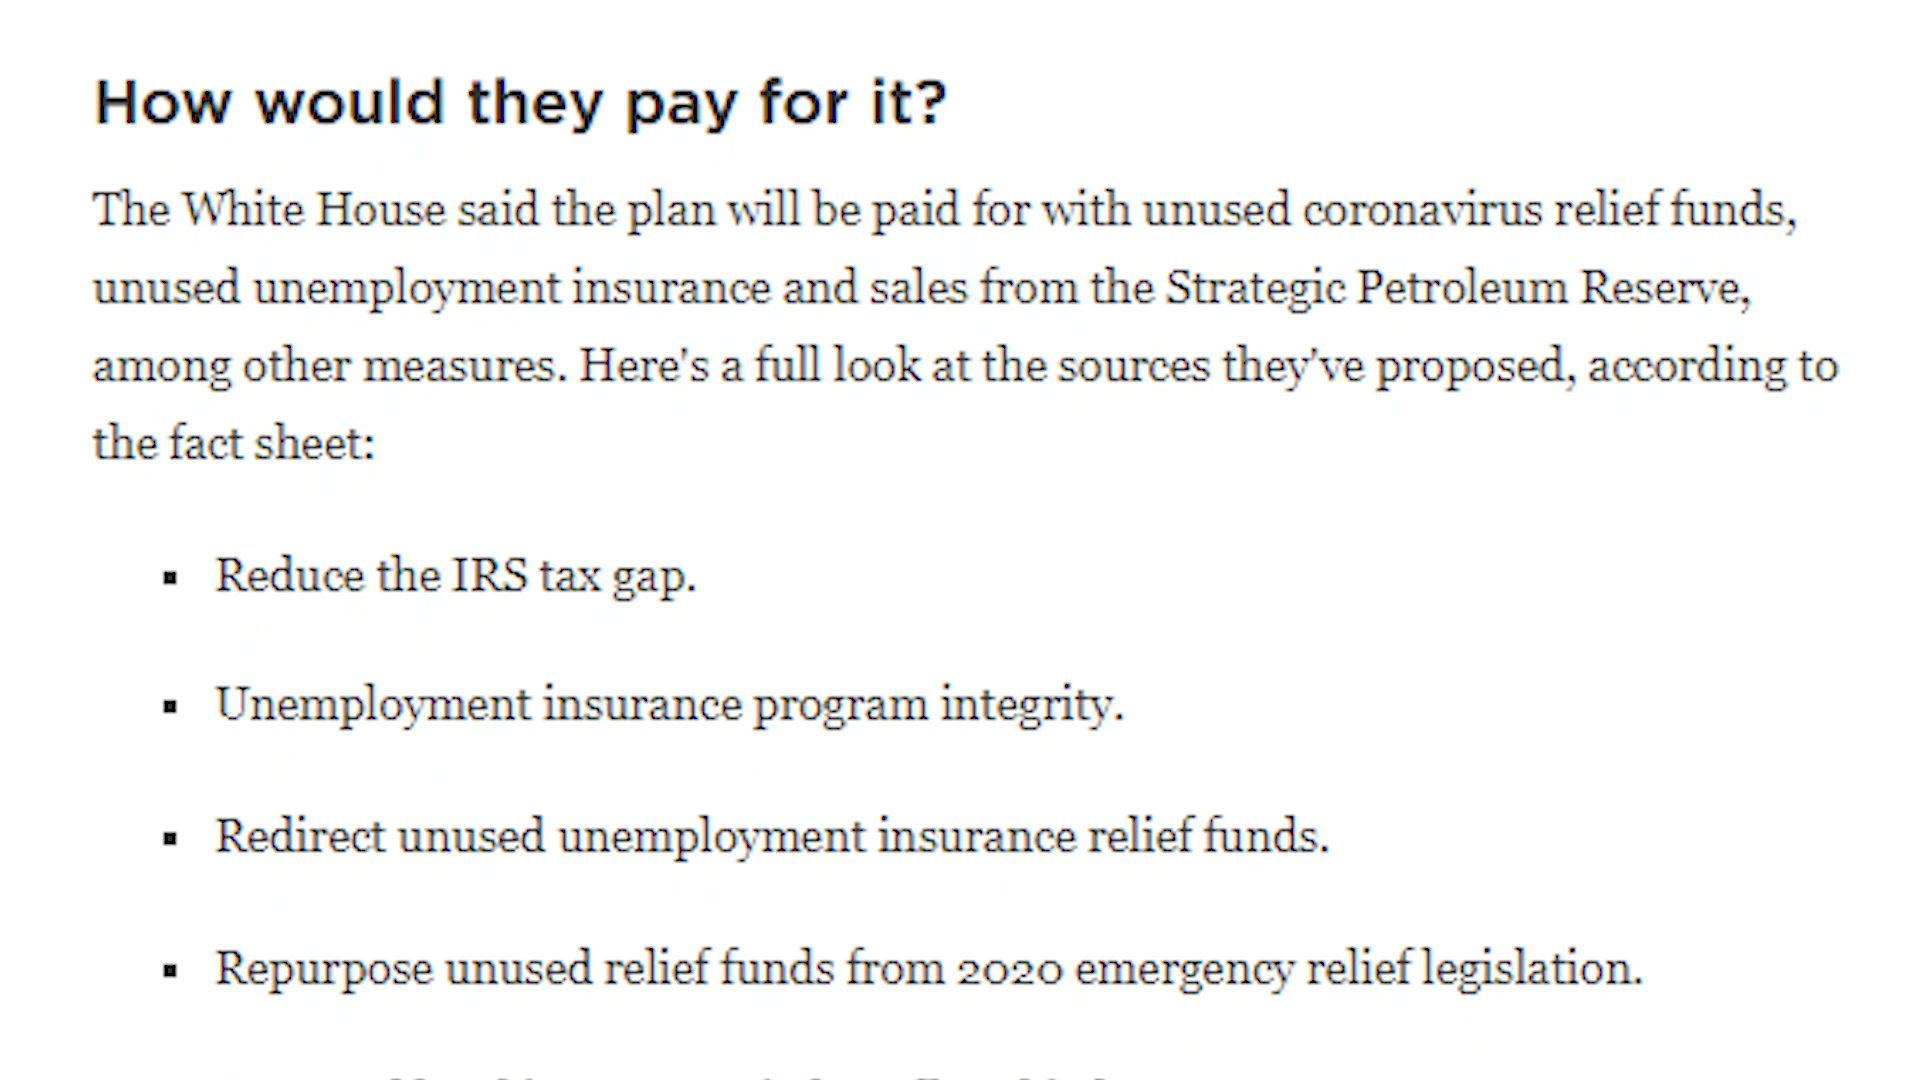 How would they pay for it?
The White House said the plan will be paid for with unused coronavirus relief funds,
unused unemployment insurance and sales from the Strategic Petroleum Reserve,
among other measures. Here's a full look at the sources they've proposed, according to
the fact sheet:
▪ Reduce the IRS tax gap.
▪ Unemployment insurance program integrity.
▪ Redirect unused unemployment insurance relief funds.
▪ Repurpose unused relief funds from 2020 emergency relief legislation.